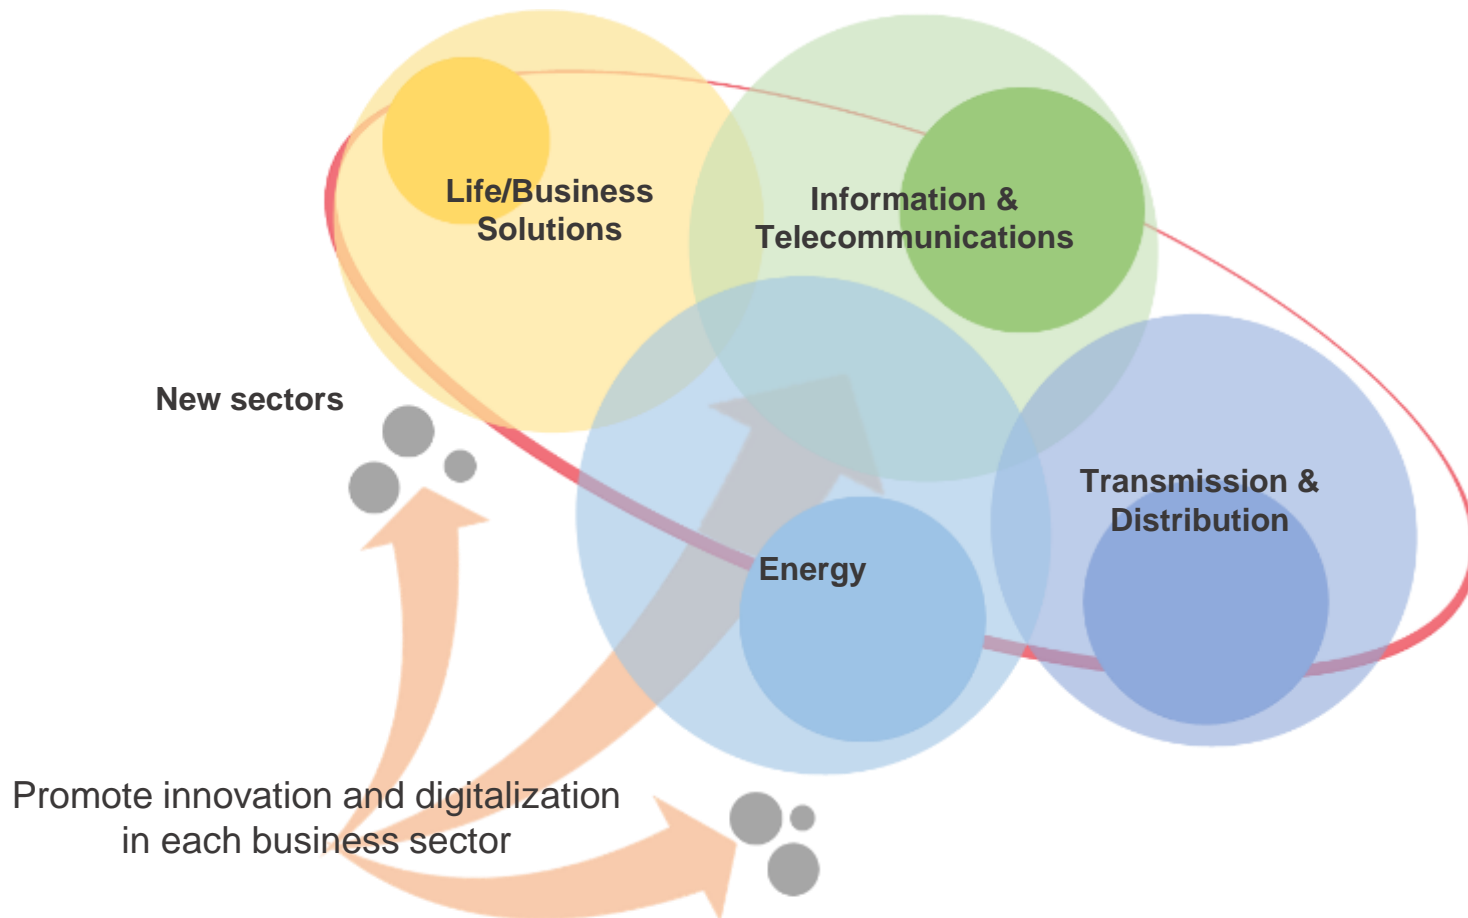 Life/Business
Solutions
Information &
Telecommunications
New sectors
Transmission &
Distribution
Energy
Promote innovation and digitalization
in each business sector